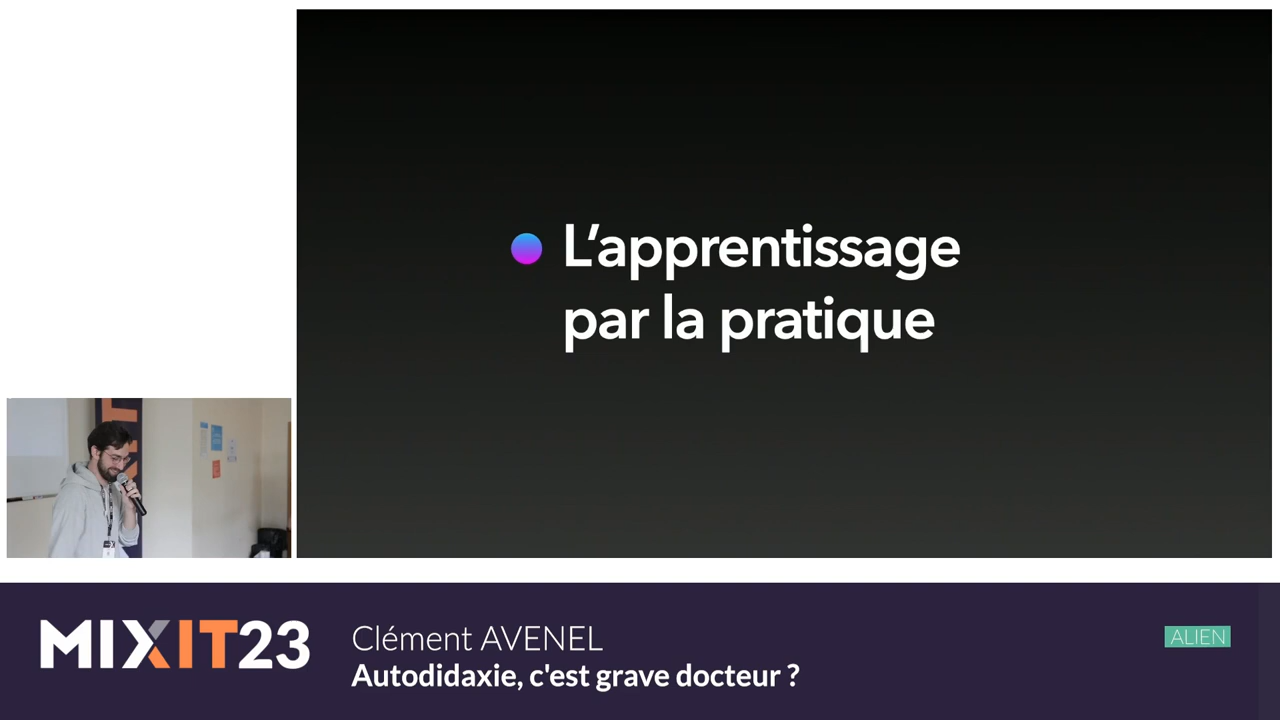 L'apprentissage
par la pratique
MIXIT23
Clément AVENEL
Autodidaxie, c'est grave docteur ?
ALIEN